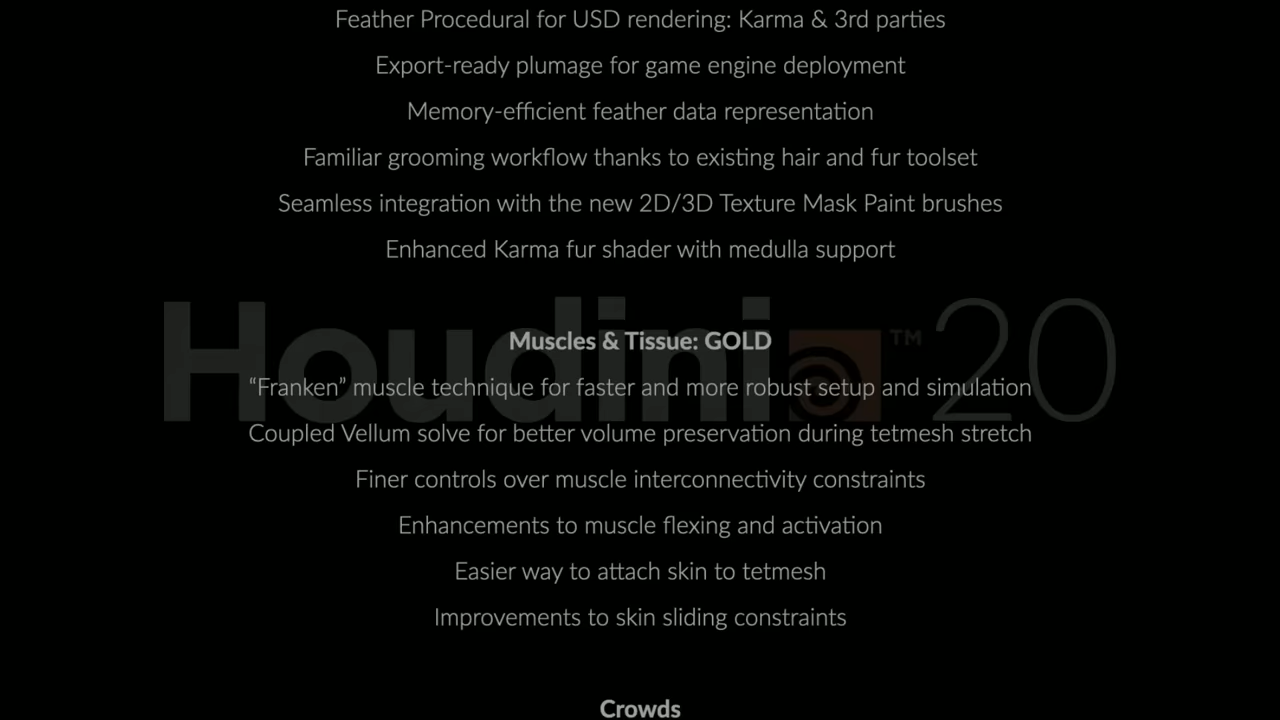 Feather Procedural for USD rendering: Karma & 3rd parties
Export-ready plumage for game engine deployment
Memory-efficient feather data representation
Familiar grooming workflow thanks to existing hair and fur toolset
Seamless integration with the new 2D/3D Texture Mask Paint brushes
Enhanced Karma fur shader with medulla support
Houdini™ 20
Muscles & Tissue: GOLD
“Franken” muscle technique for faster and more robust setup and simulation
Coupled Vellum solve for better volume preservation during tetmesh stretch
Finer controls over muscle interconnectivity constraints
Enhancements to muscle flexing and activation
Easier way to attach skin to tetmesh
Improvements to skin sliding constraints
Crowds